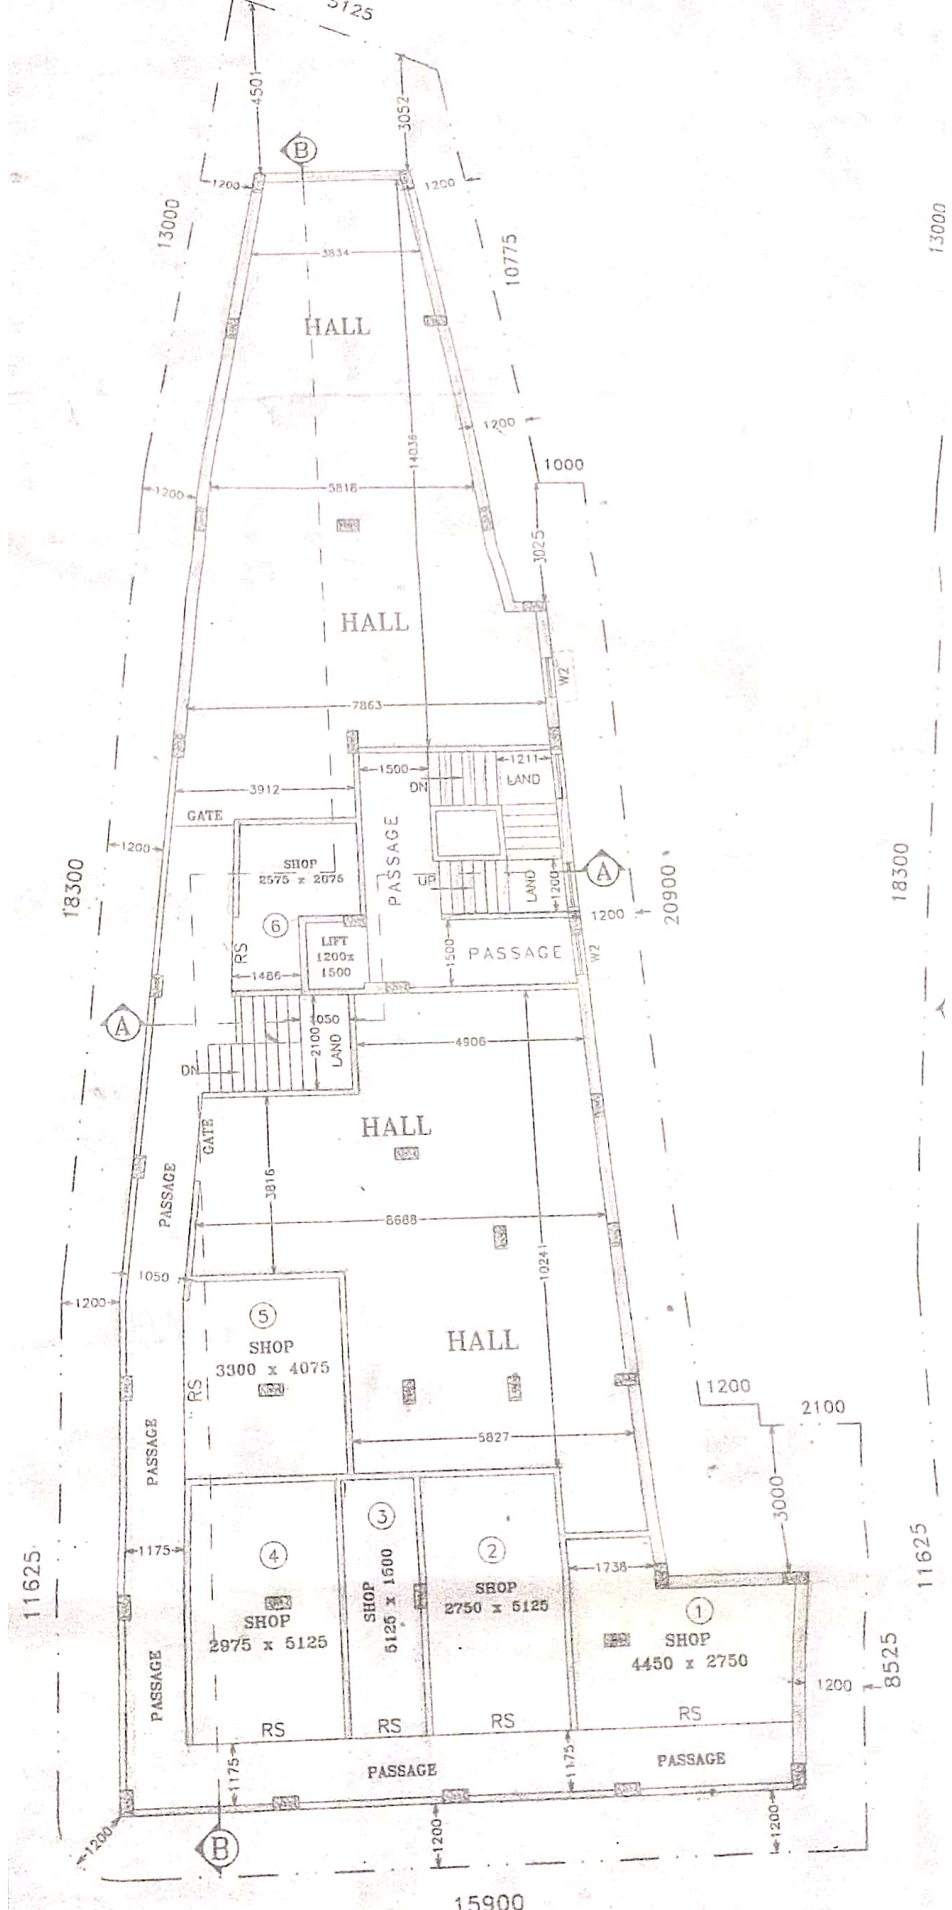 5125
4501
3052
B
1200
1200
13000
13000
3834
10775
HALL
1200
14036
1000
5818
1200
3025
HALL
W2
7863
1211
1500
LAND
DN
3912
GATE
PASSAGE
1200
SHOP
2575 x 2075
18300
18300
UP
LAND
1200
A
20900
6
1200
LIFT
1200x
1500
RS
1500
PASSAGE
W2
1486
A
1050
2100
LAND
4906
DN
HALL
GATE
3816
PASSAGE
8688
10241
1050
1200
5
SHOP
3300 x 4075
HALL
RS
1200
2100
PASSAGE
5827
3000
11625
11625
1175
4
SHOP
2975 x 5125
3
SHOP
5125 x 1500
2
SHOP
2750 x 5125
1738
1
SHOP
4450 x 2750
PASSAGE
1200
8525
RS
RS
RS
RS
1175
PASSAGE
1175
PASSAGE
1200
B
1200
1200
15900